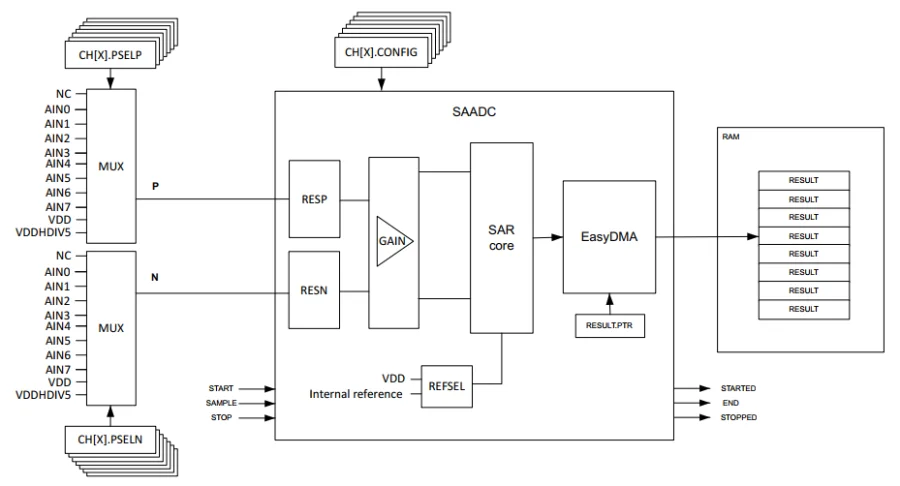 CH[X].PSELP
CH[X].CONFIG
NC
AIN0
AIN1
AIN2
AIN3
AIN4
AIN5
AIN6
AIN7
VDD
VDDHDIV5
MUX
P
SAADC
RESP
GAIN
SAR
core
EasyDMA
RESULT.PTR
RAM
RESULT
RESULT
RESULT
RESULT
RESULT
RESULT
RESULT
RESULT
NC
AIN0
AIN1
AIN2
AIN3
AIN4
AIN5
AIN6
AIN7
VDD
VDDHDIV5
MUX
N
RESN
VDD
Internal reference
REFSEL
START
SAMPLE
STOP
STARTED
END
STOPPED
CH[X].PSELN